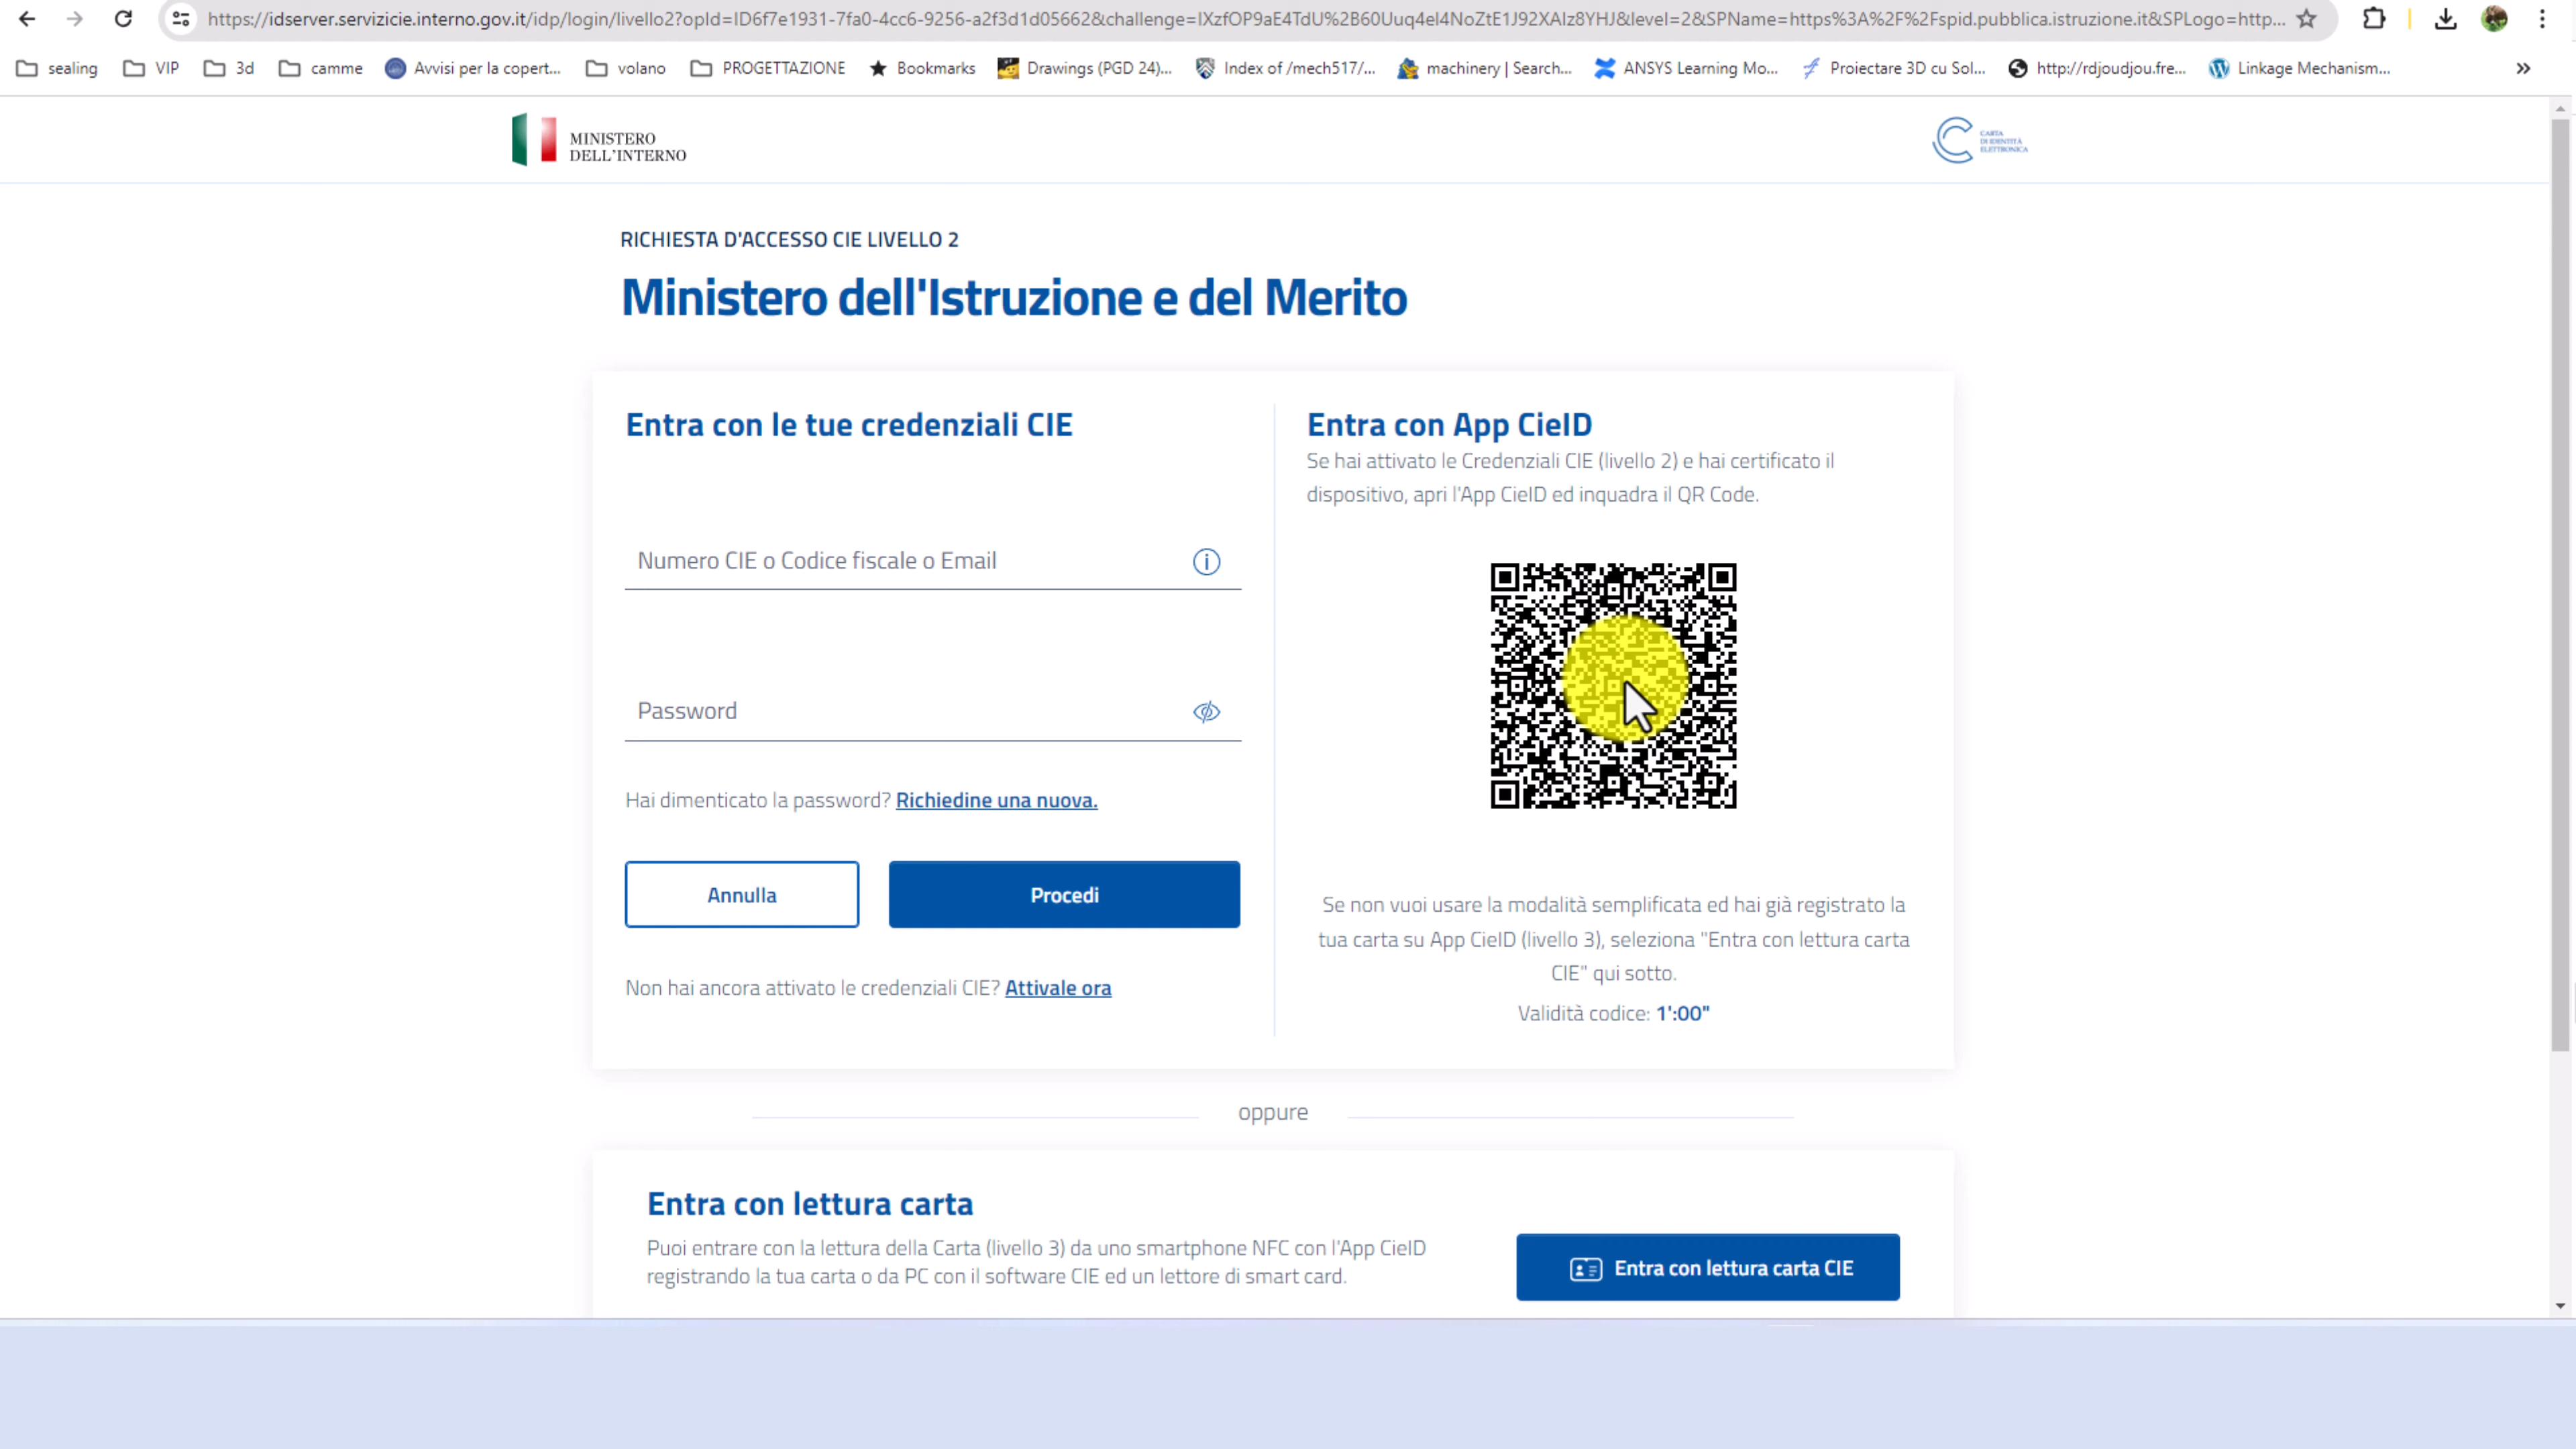 https://idserver.servizicie.interno.gov.it/idp/login/livello2?opId=ID6f7e1931-7fa0-4cc6-9256-a2f3d1d05662&challenge=IXzfOP9aE4TdU%2B60Uuq4eI4NoZtE1J92XAIz8YHJ&level=2&SPName=https%3A%2F%2Fspid.pubblica.istruzione.it&SPLogo=http...
sealing VIP 3d camme Avvisi per la copert... volano PROGETTAZIONE Bookmarks Drawings (PGD 24)... Index of /mech517/... machinery | Search... ANSYS Learning Mo... Proiectare 3D cu Sol... http://rdjoudjou.fre... Linkage Mechanism... »
MINISTERO
DELL'INTERNO
CARTA
DI IDENTITÀ
ELETTRONICA
RICHIESTA D'ACCESSO CIE LIVELLO 2
Ministero dell'Istruzione e del Merito
Entra con le tue credenziali CIE
Numero CIE o Codice fiscale o Email
Password
Hai dimenticato la password? Richiedine una nuova.
Annulla
Procedi
Non hai ancora attivato le credenziali CIE? Attivale ora
Entra con App CieID
Se hai attivato le Credenziali CIE (livello 2) e hai certificato il
dispositivo, apri l'App CieID ed inquadra il QR Code.
Se non vuoi usare la modalità semplificata ed hai già registrato la
tua carta su App CieID (livello 3), seleziona "Entra con lettura carta
CIE" qui sotto.
Validità codice: 1':00"
oppure
Entra con lettura carta
Puoi entrare con la lettura della Carta (livello 3) da uno smartphone NFC con l'App CieID
registrando la tua carta o da PC con il software CIE ed un lettore di smart card.
Entra con lettura carta CIE